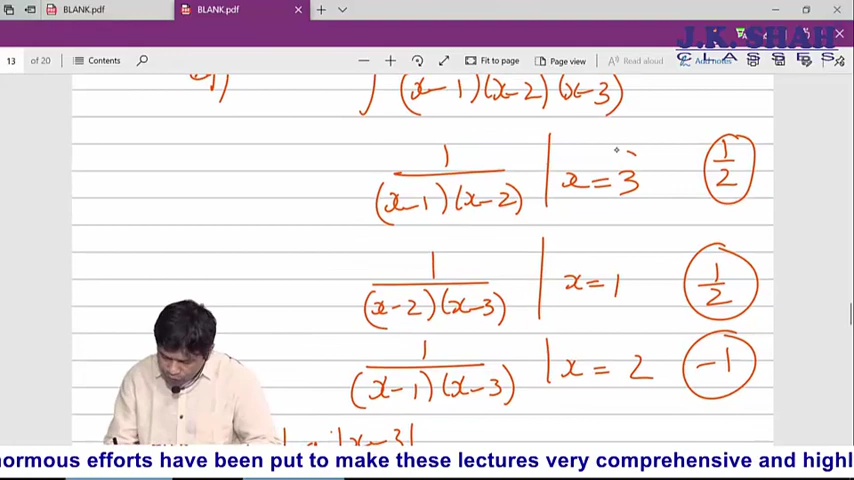 BLANK.pdf BLANK.pdf
J.K. SHAH
CLASSES
13 of 20 Contents Fit to page Page view Read aloud Add notes
∫ (x-1)(x-2)(x-3)
1/((x-1)(x-2)) | x=3 1/2
1/((x-2)(x-3)) | x=1 1/2
1/((x-1)(x-3)) | x=2 -1
|x-3|
normous efforts have been put to make these lectures very comprehensive and highl